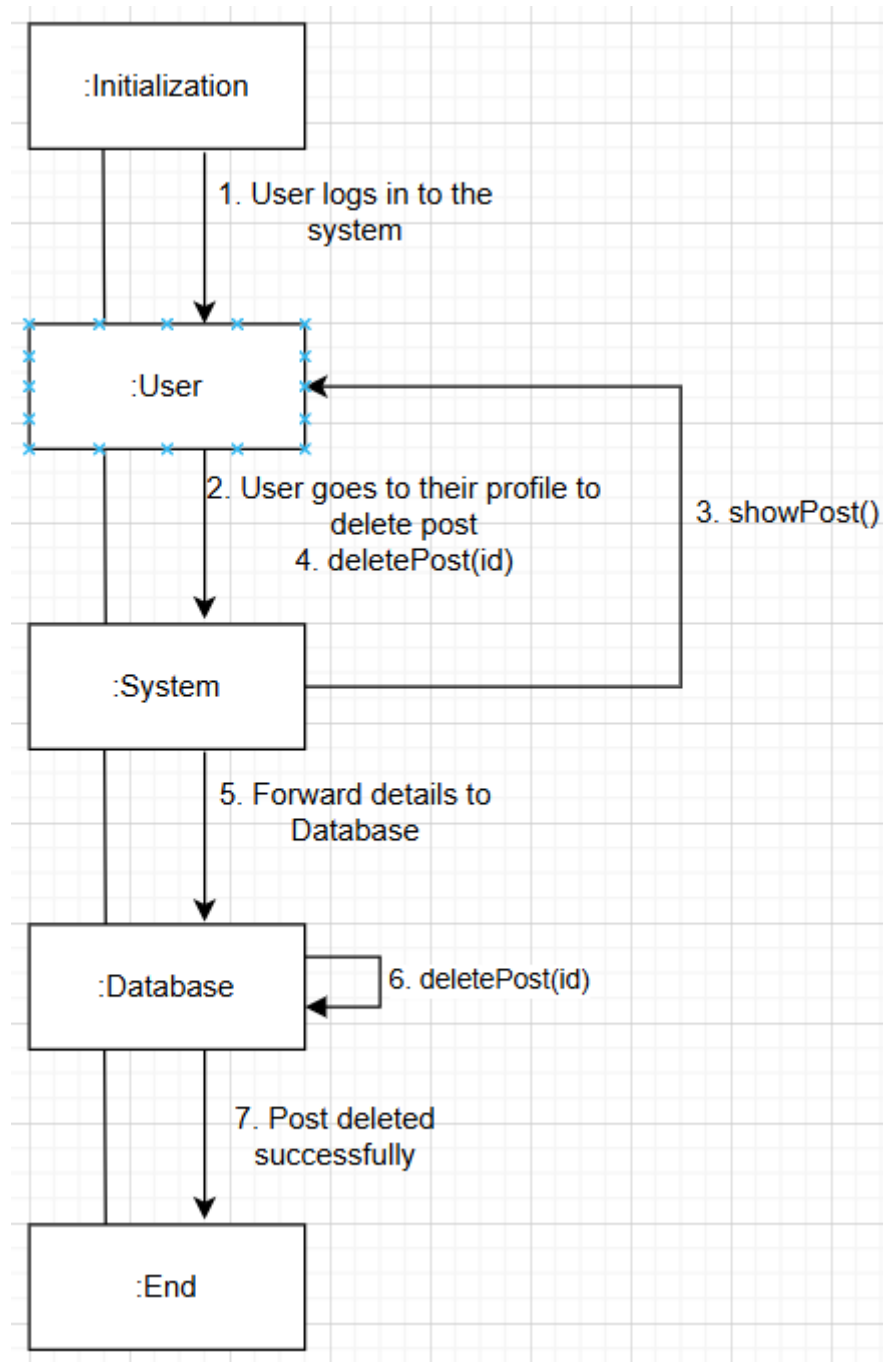 :Initialization
1. User logs in to the
system
:User
2. User goes to their profile to
delete post
4. deletePost(id)
3. showPost()
:System
5. Forward details to
Database
:Database
6. deletePost(id)
7. Post deleted
successfully
:End